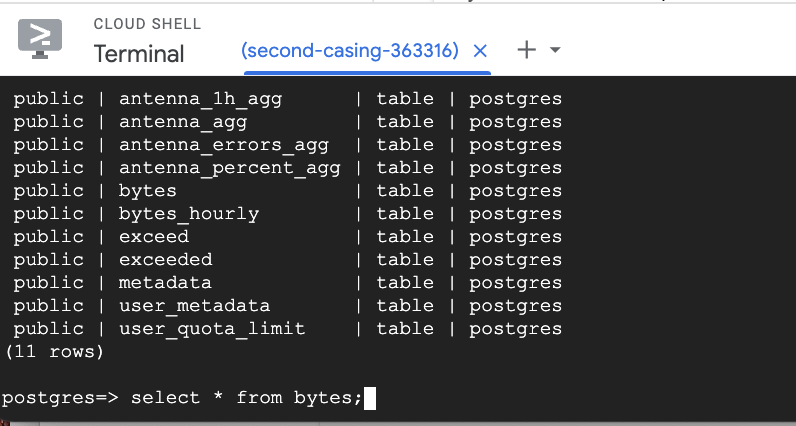 CLOUD SHELL
Terminal
(second-casing-363316)
public | antenna_1h_agg | table | postgres
public | antenna_agg | table | postgres
public | antenna_errors_agg | table | postgres
public | antenna_percent_agg | table | postgres
public | bytes | table | postgres
public | bytes_hourly | table | postgres
public | exceed | table | postgres
public | exceeded | table | postgres
public | metadata | table | postgres
public | user_metadata | table | postgres
public | user_quota_limit | table | postgres
(11 rows)
postgres=> select * from bytes;